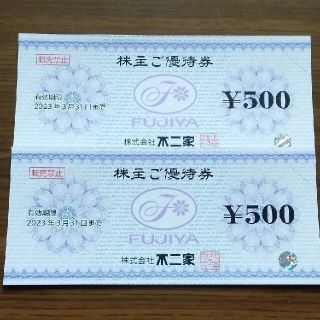 転売禁止
株主ご優待券
有効期限
2023年3月31日まで
F
¥500
FUJIYA
株式会社 不二家
転売禁止
株主ご優待券
有効期限
2023年3月31日まで
F
¥500
FUJIYA
株式会社 不二家